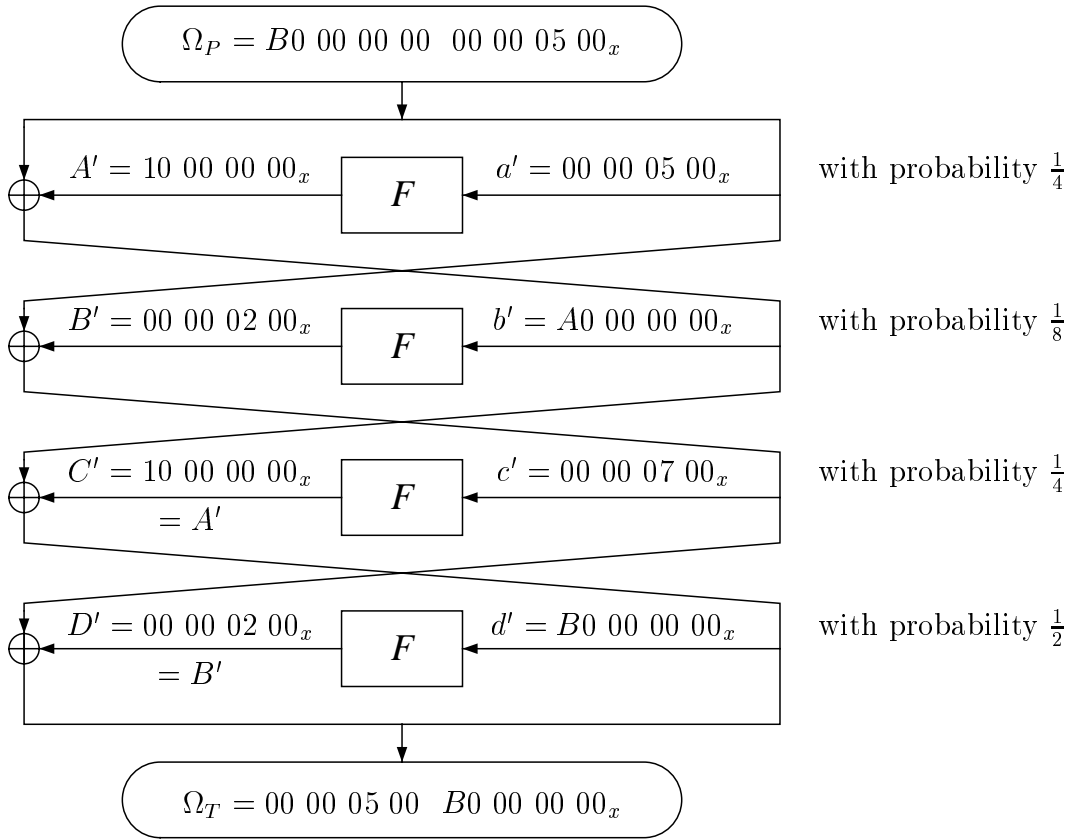 Ω_P = B0 00 00 00 00 00 05 00_x
A′ = 10 00 00 00_x F a′ = 00 00 05 00_x with probability 1/4
B′ = 00 00 02 00_x F b′ = A0 00 00 00_x with probability 1/8
C′ = 10 00 00 00_x F c′ = 00 00 07 00_x with probability 1/4
= A′
D′ = 00 00 02 00_x F d′ = B0 00 00 00_x with probability 1/2
= B′
Ω_T = 00 00 05 00 B0 00 00 00_x